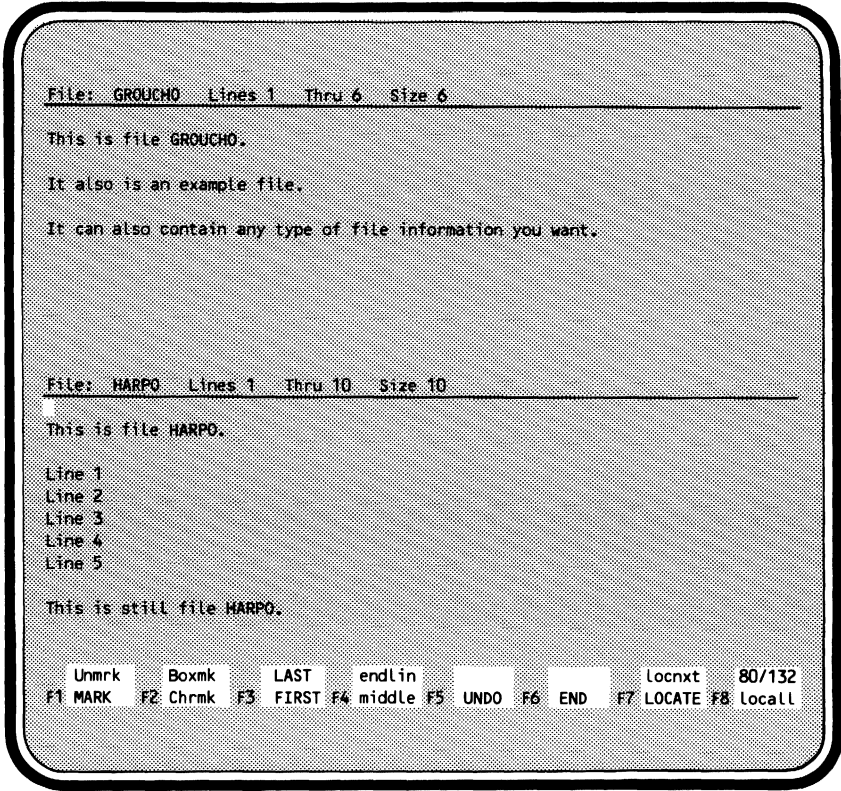 File: GROUCHO Lines 1 Thru 6 Size 6
This is file GROUCHO.
It also is an example file.
It can also contain any type of file information you want.
File: HARPO Lines 1 Thru 10 Size 10
This is file HARPO.
Line 1
Line 2
Line 3
Line 4
Line 5
This is still file HARPO.
Unmrk Boxmk LAST endlin locnxt 80/132
F1 MARK F2 Chrmk F3 FIRST F4 middle F5 UNDO F6 END F7 LOCATE F8 locall